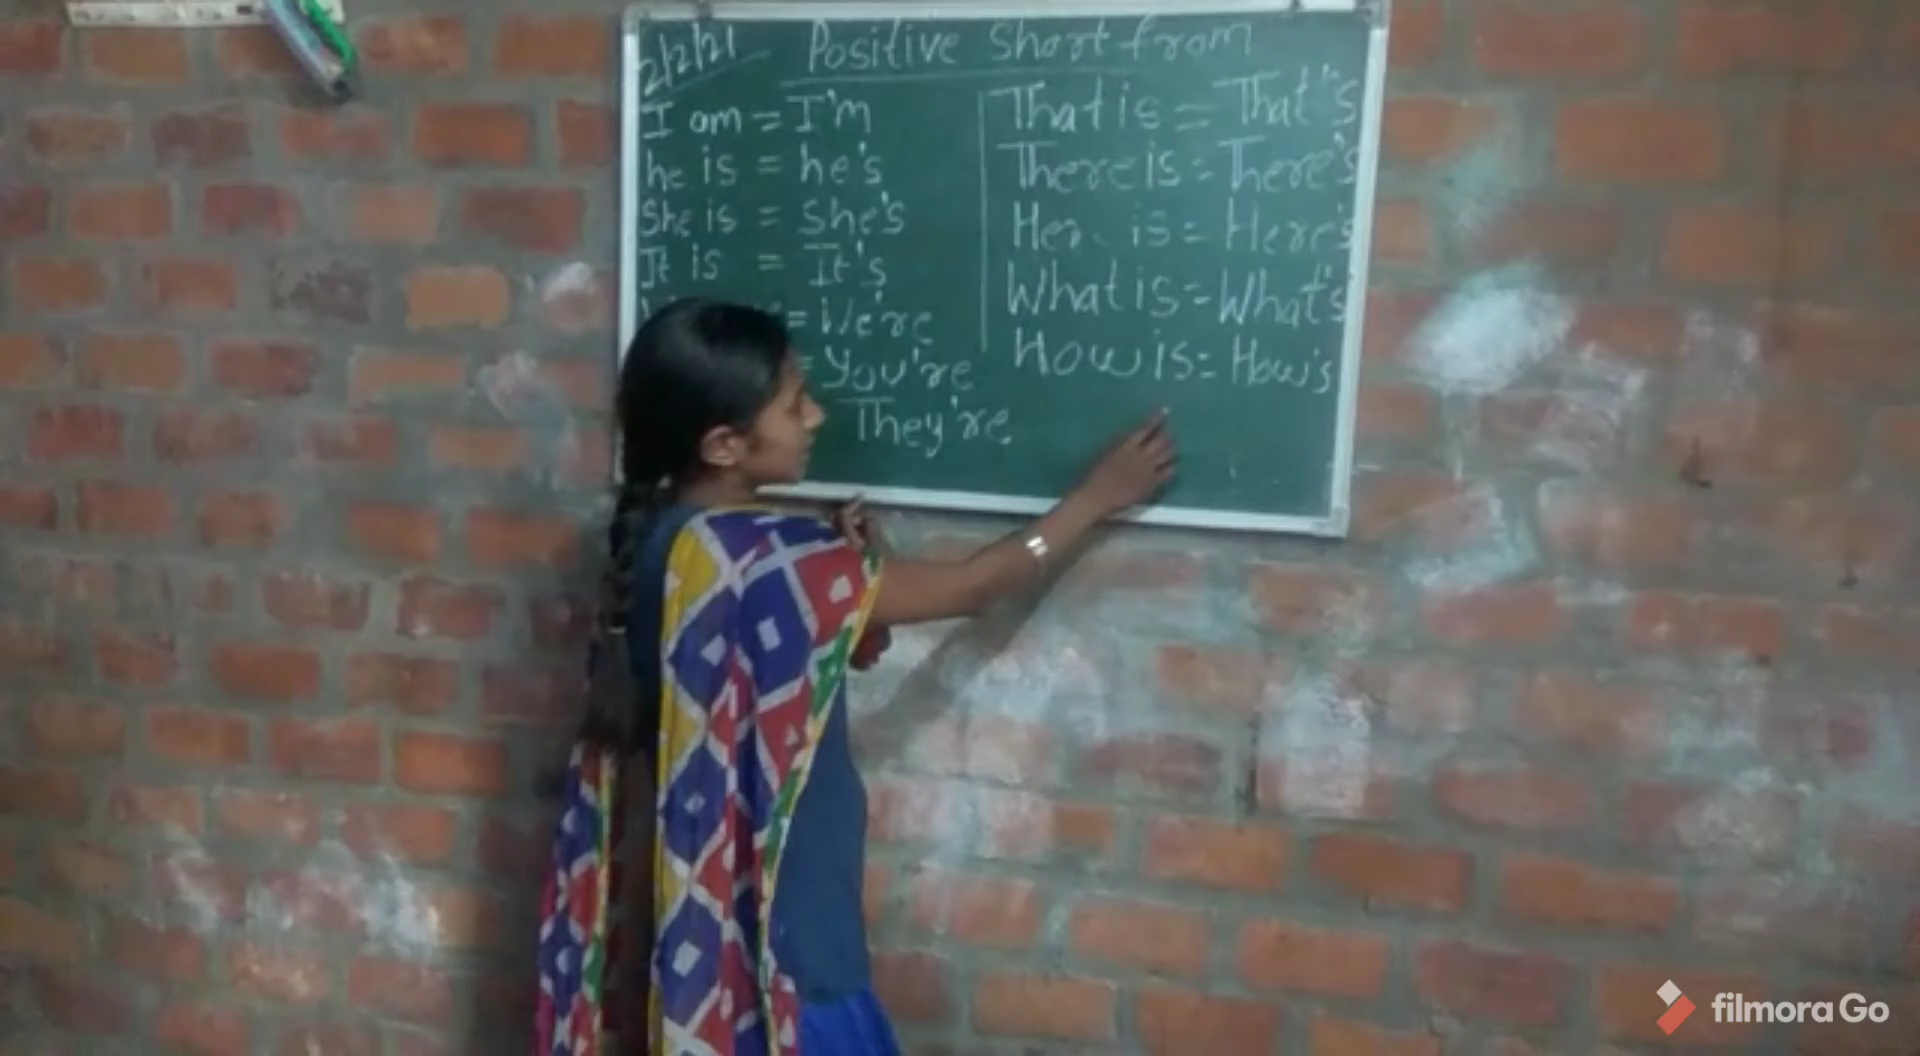 2/2/21 Positive Short from
I am = I'm
he is = he's
She is = She's
It is = It's
= We're
= You're
They're
That is = That's
There is = There's
Her is = Here's
What is = What's
How is = How's
filmora Go